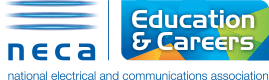 neca
Education
& Careers
national electrical and communications association